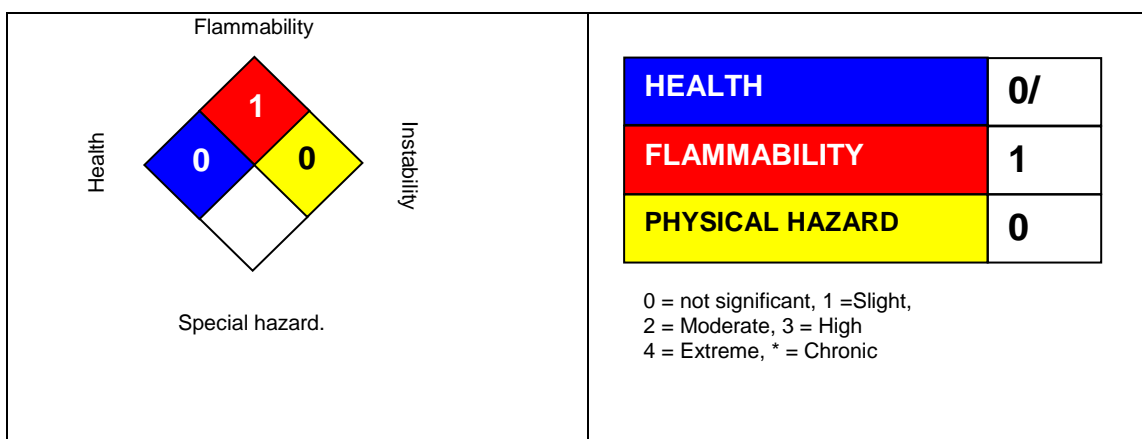 Flammability
1
Health
0
0
Instability
Special hazard.
HEALTH 0/
FLAMMABILITY 1
PHYSICAL HAZARD 0
0 = not significant, 1 =Slight,
2 = Moderate, 3 = High
4 = Extreme, * = Chronic